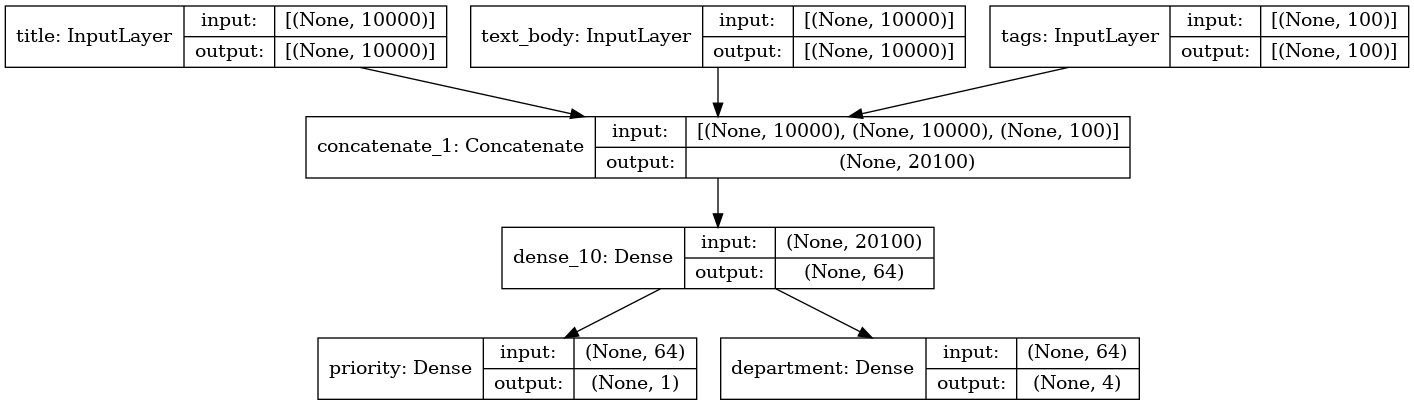 title: InputLayer
input:
[(None, 10000)]
output:
[(None, 10000)]
text_body: InputLayer
input:
[(None, 10000)]
output:
[(None, 10000)]
tags: InputLayer
input:
[(None, 100)]
output:
[(None, 100)]
concatenate_1: Concatenate
input:
[(None, 10000), (None, 10000), (None, 100)]
output:
(None, 20100)
dense_10: Dense
input:
(None, 20100)
output:
(None, 64)
priority: Dense
input:
(None, 64)
output:
(None, 1)
department: Dense
input:
(None, 64)
output:
(None, 4)